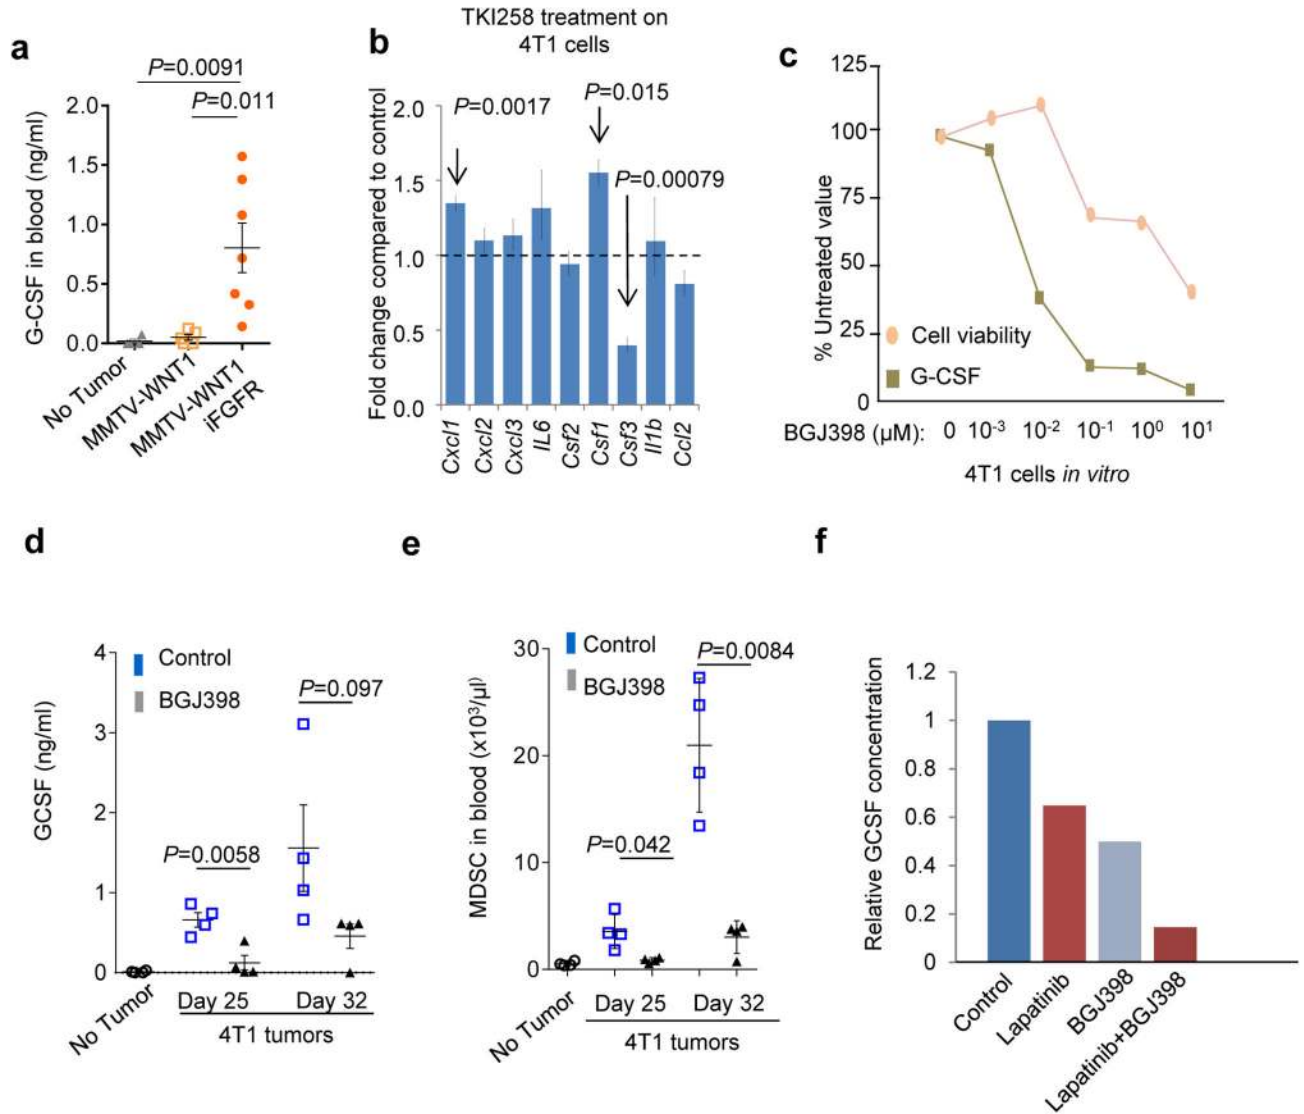 a
P=0.0091
P=0.011
G-CSF in blood (ng/ml)
2.0
1.5
1.0
0.5
0.0
No Tumor
MMTV-WNT1
MMTV-WNT1
iFGFR
b
TKI258 treatment on
4T1 cells
Fold change compared to control
2.0
1.5
1.0
0.5
0.0
P=0.0017
P=0.015
P=0.00079
Cxcl1
Cxcl2
Cxcl3
IL6
Csf2
Csf1
Csf3
Il1b
Ccl2
c
% Untreated value
125
100
75
50
25
0
Cell viability
G-CSF
BGJ398 (µM): 0 10⁻³ 10⁻² 10⁻¹ 10⁰ 10¹
4T1 cells in vitro
d
GCSF (ng/ml)
4
3
2
1
0
Control
BGJ398
P=0.097
P=0.0058
No Tumor
Day 25
Day 32
4T1 tumors
e
MDSC in blood (x10³/µl)
30
20
10
0
Control
BGJ398
P=0.0084
P=0.042
No Tumor
Day 25
Day 32
4T1 tumors
f
Relative GCSF concentration
1.2
1
0.8
0.6
0.4
0.2
0
Control
Lapatinib
BGJ398
Lapatinib+BGJ398